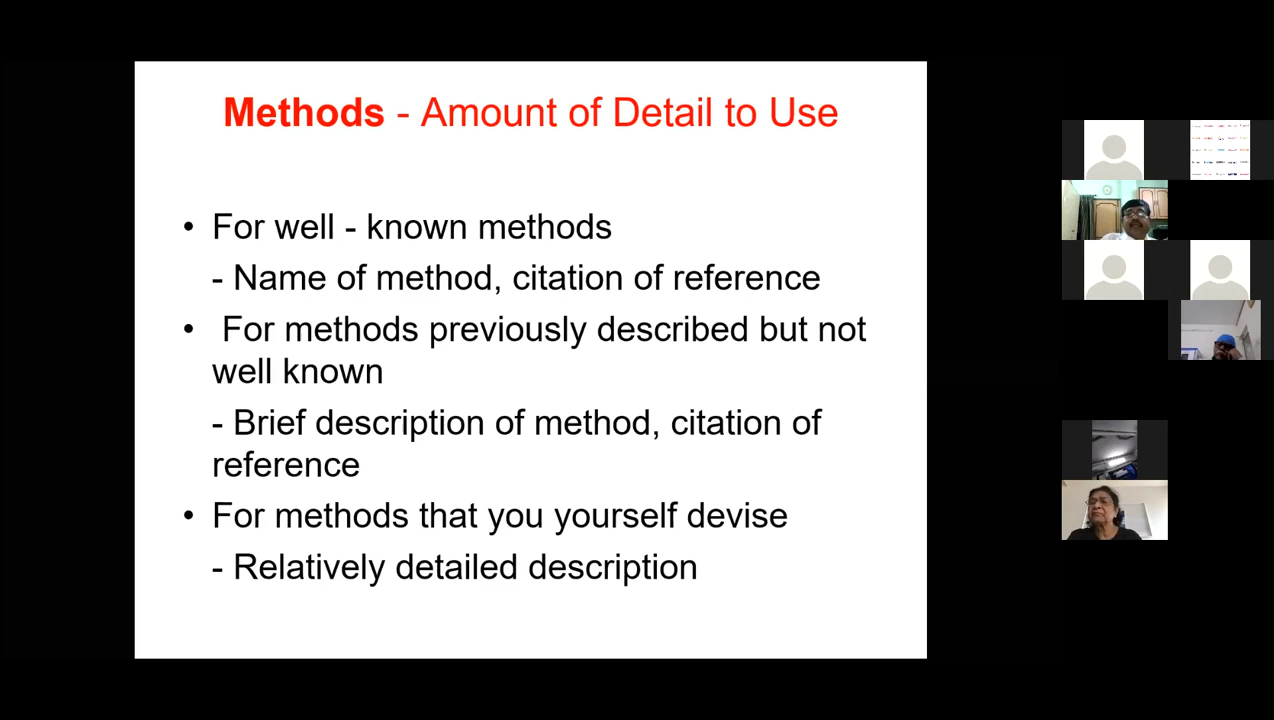 Methods - Amount of Detail to Use
• For well - known methods
- Name of method, citation of reference
• For methods previously described but not
well known
- Brief description of method, citation of
reference
• For methods that you yourself devise
- Relatively detailed description